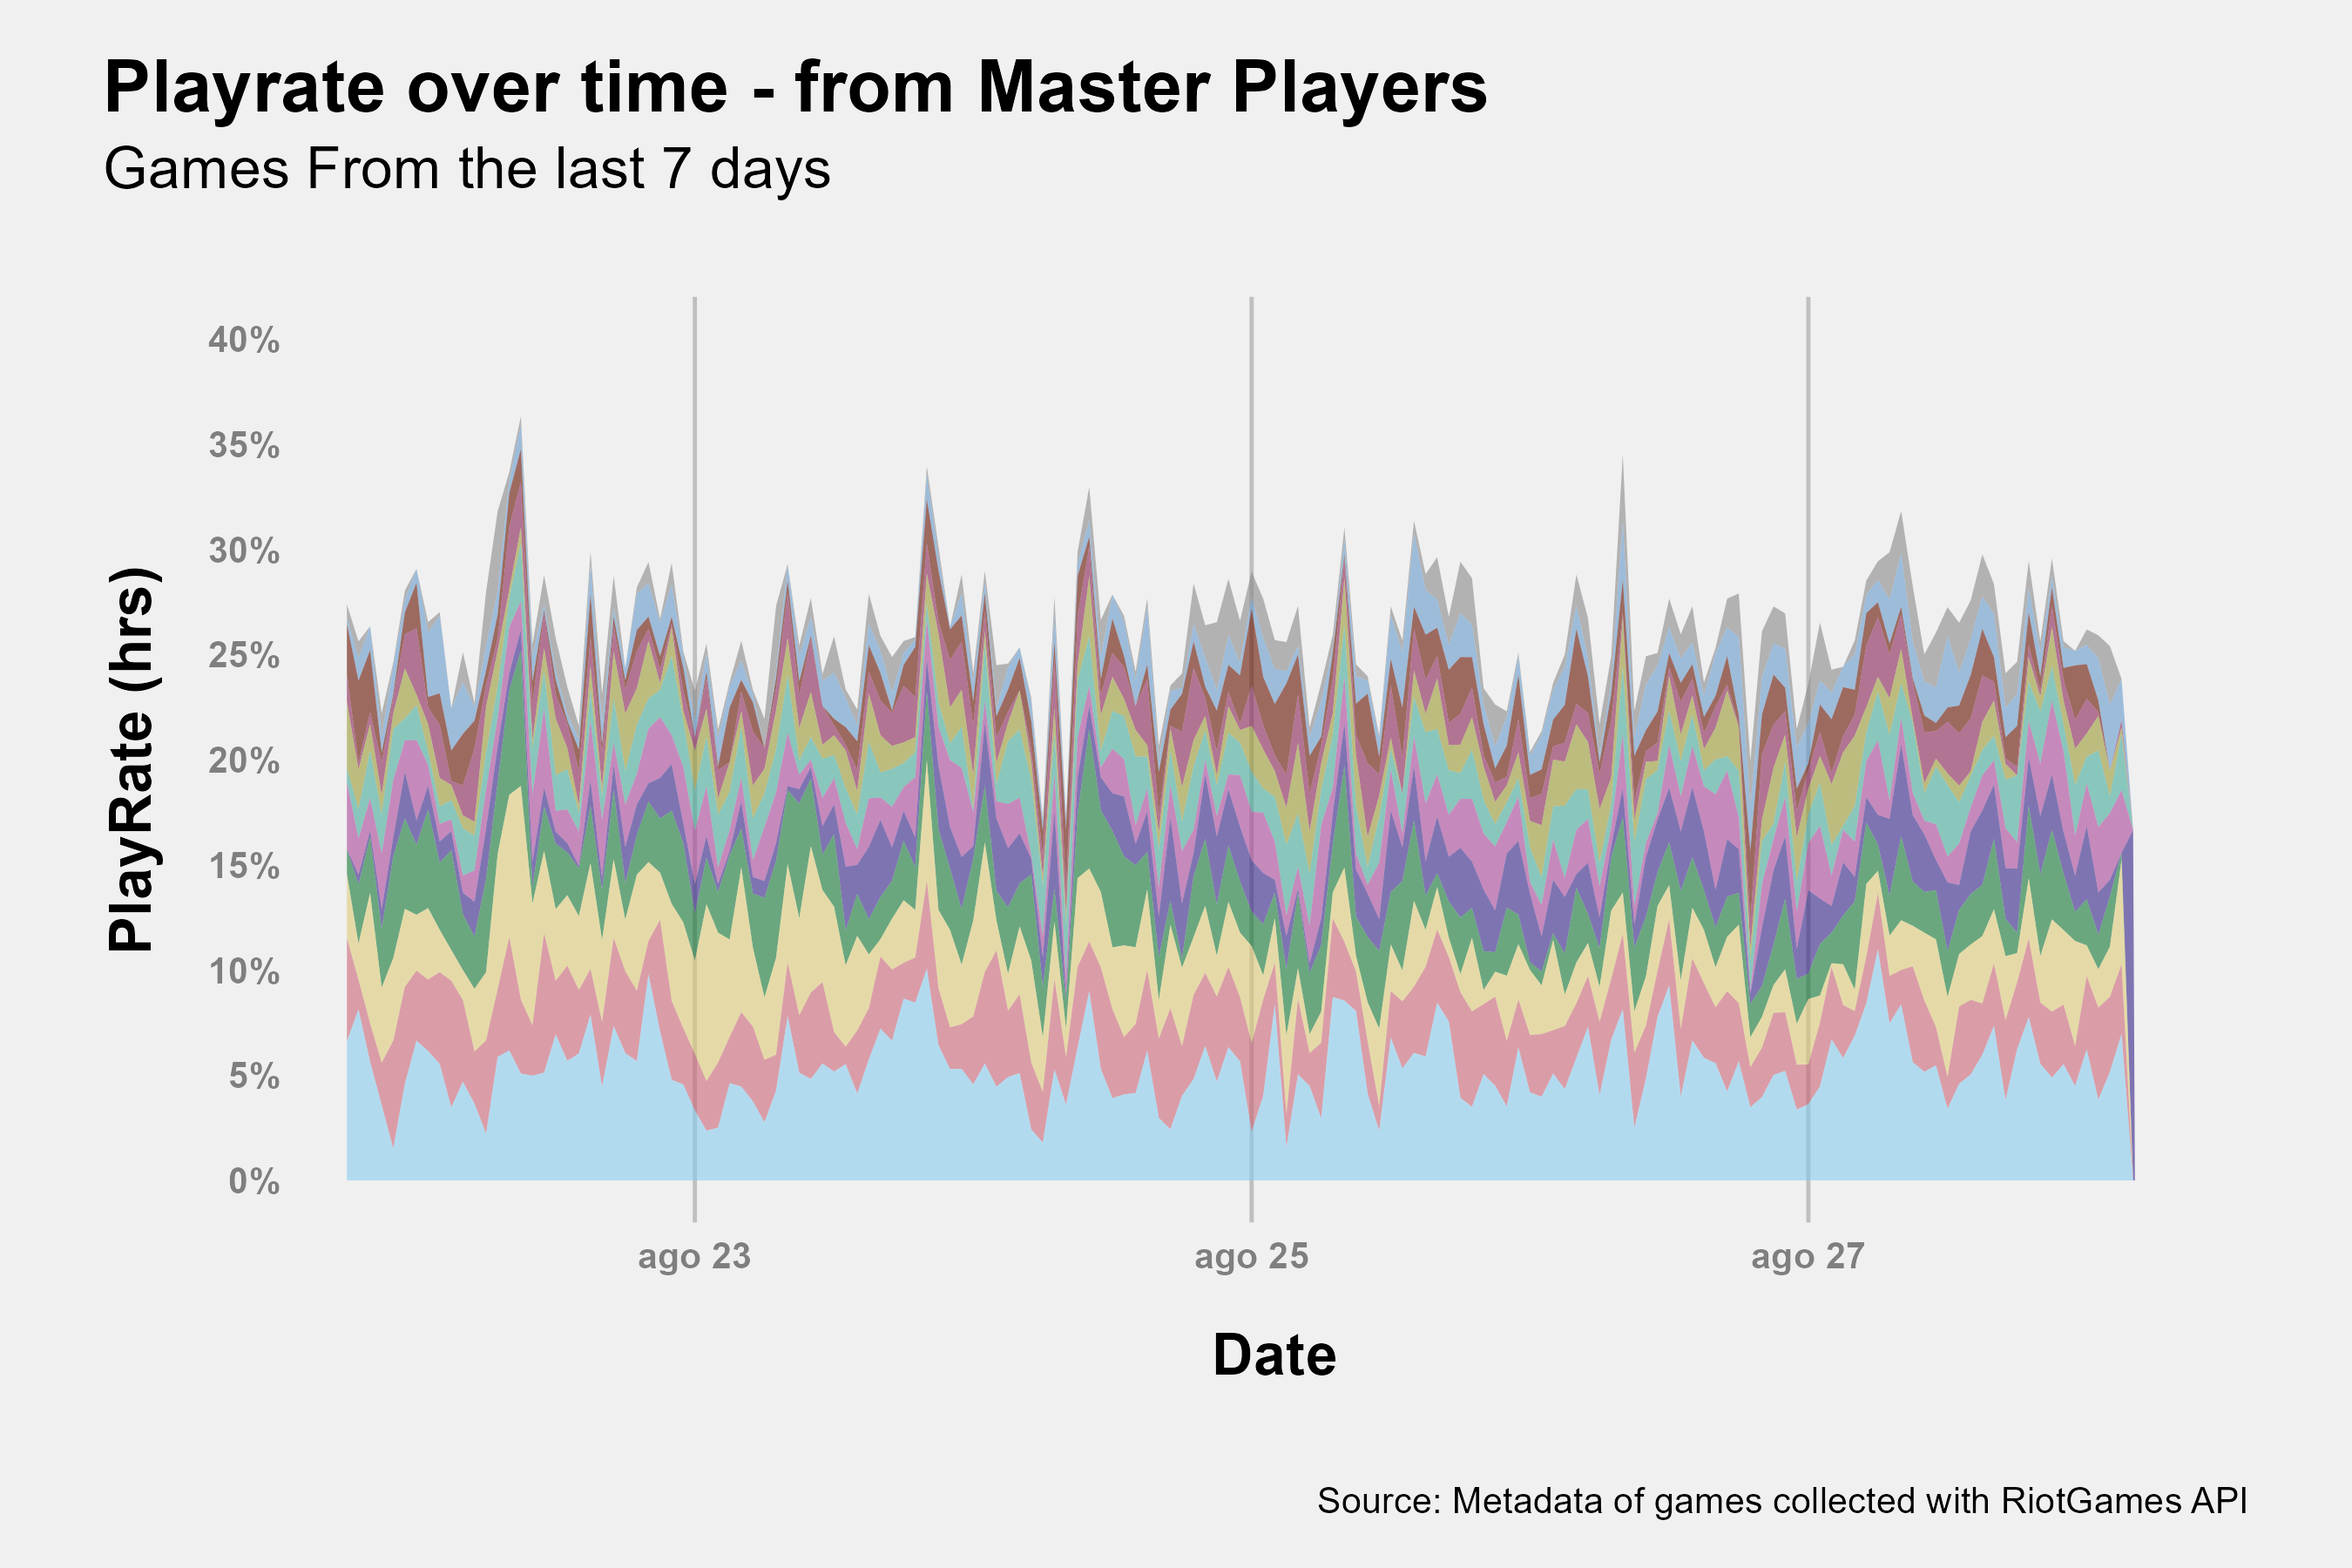 Playrate over time - from Master Players
Games From the last 7 days
PlayRate (hrs)
40%
35%
30%
25%
20%
15%
10%
5%
0%
ago 23
ago 25
ago 27
Date
Source: Metadata of games collected with RiotGames API